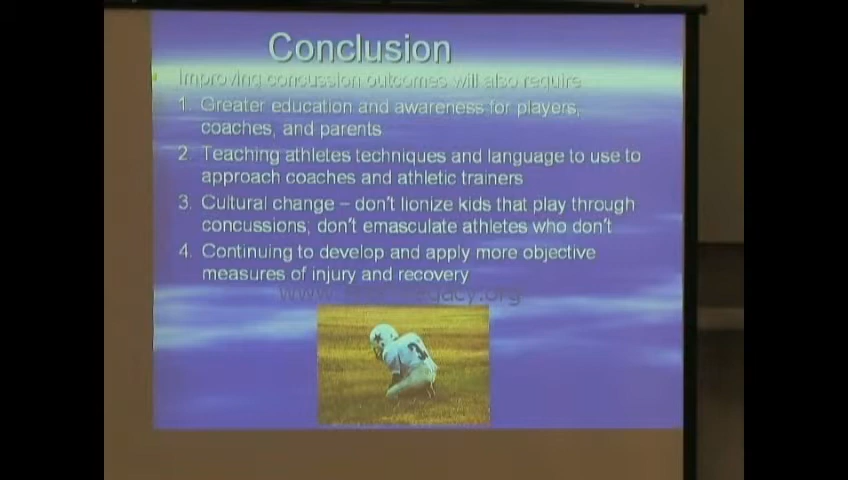 Conclusion
Improving concussion outcomes will also require
1. Greater education and awareness for players,
coaches, and parents
2. Teaching athletes techniques and language to use to
approach coaches and athletic trainers
3. Cultural change – don't lionize kids that play through
concussions; don't emasculate athletes who don't
4. Continuing to develop and apply more objective
measures of injury and recovery
3